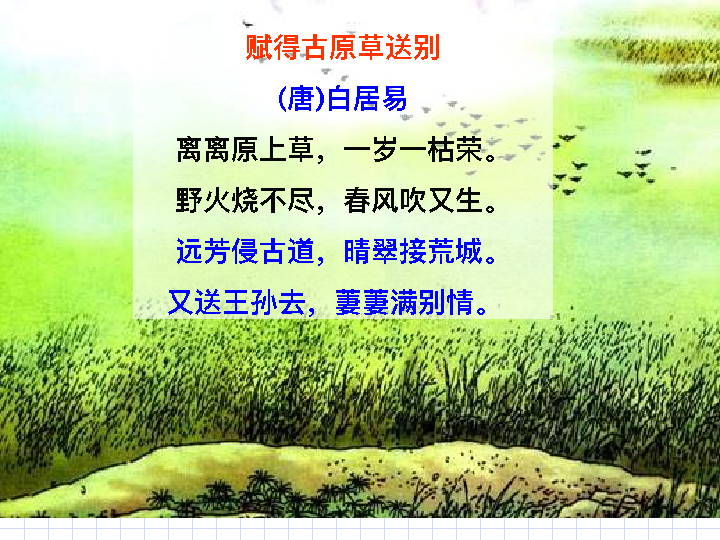 赋得古原草送别
(唐)白居易
离离原上草，一岁一枯荣。
野火烧不尽，春风吹又生。
远芳侵古道，晴翠接荒城。
又送王孙去，萋萋满别情。